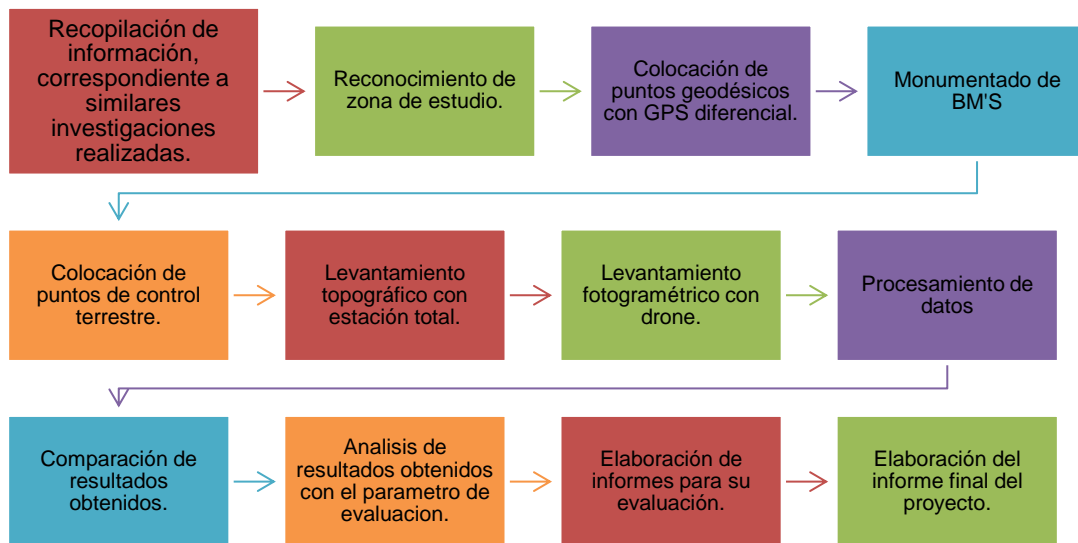 Recopilación de
información,
correspondiente a
similares
investigaciones
realizadas.
Reconocimiento de
zona de estudio.
Colocación de
puntos geodésicos
con GPS diferencial.
Monumentado de
BM'S
Colocación de
puntos de control
terrestre.
Levantamiento
topográfico con
estación total.
Levantamiento
fotogramétrico con
drone.
Procesamiento de
datos
Comparación de
resultados
obtenidos.
Analisis de
resultados obtenidos
con el parametro de
evaluacion.
Elaboración de
informes para su
evaluación.
Elaboración del
informe final del
proyecto.